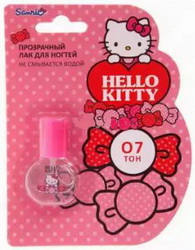 Sanrio
ПРОЗРАЧНЫЙ
ЛАК ДЛЯ НОГТЕЙ
НЕ СМЫВАЕТСЯ ВОДОЙ
HELLO KITTY
07
ТОН